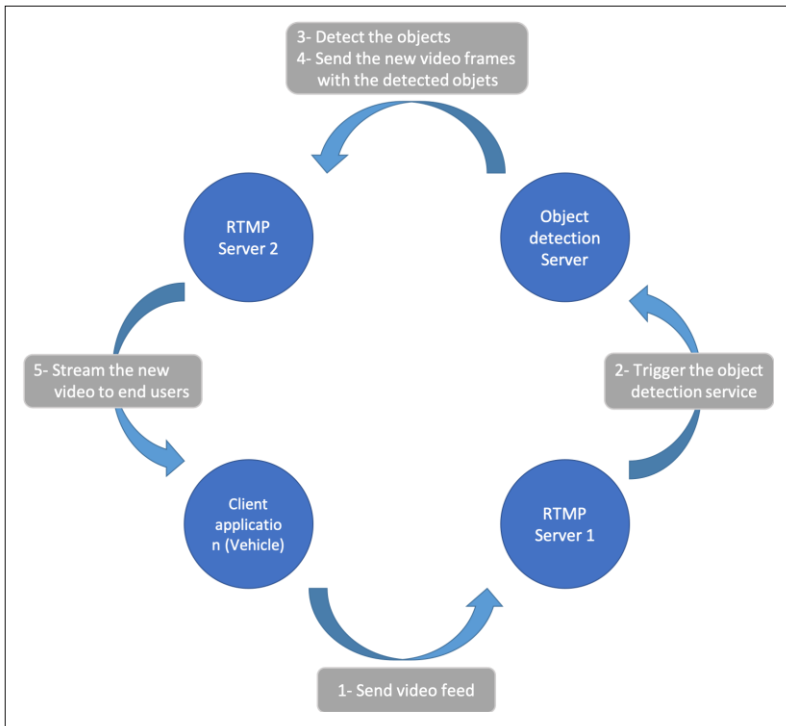 3- Detect the objects
4- Send the new video frames
with the detected objets
RTMP
Server 2
Object
detection
Server
5- Stream the new
video to end users
2- Trigger the object
detection service
Client
applicatio
n (Vehicle)
RTMP
Server 1
1- Send video feed